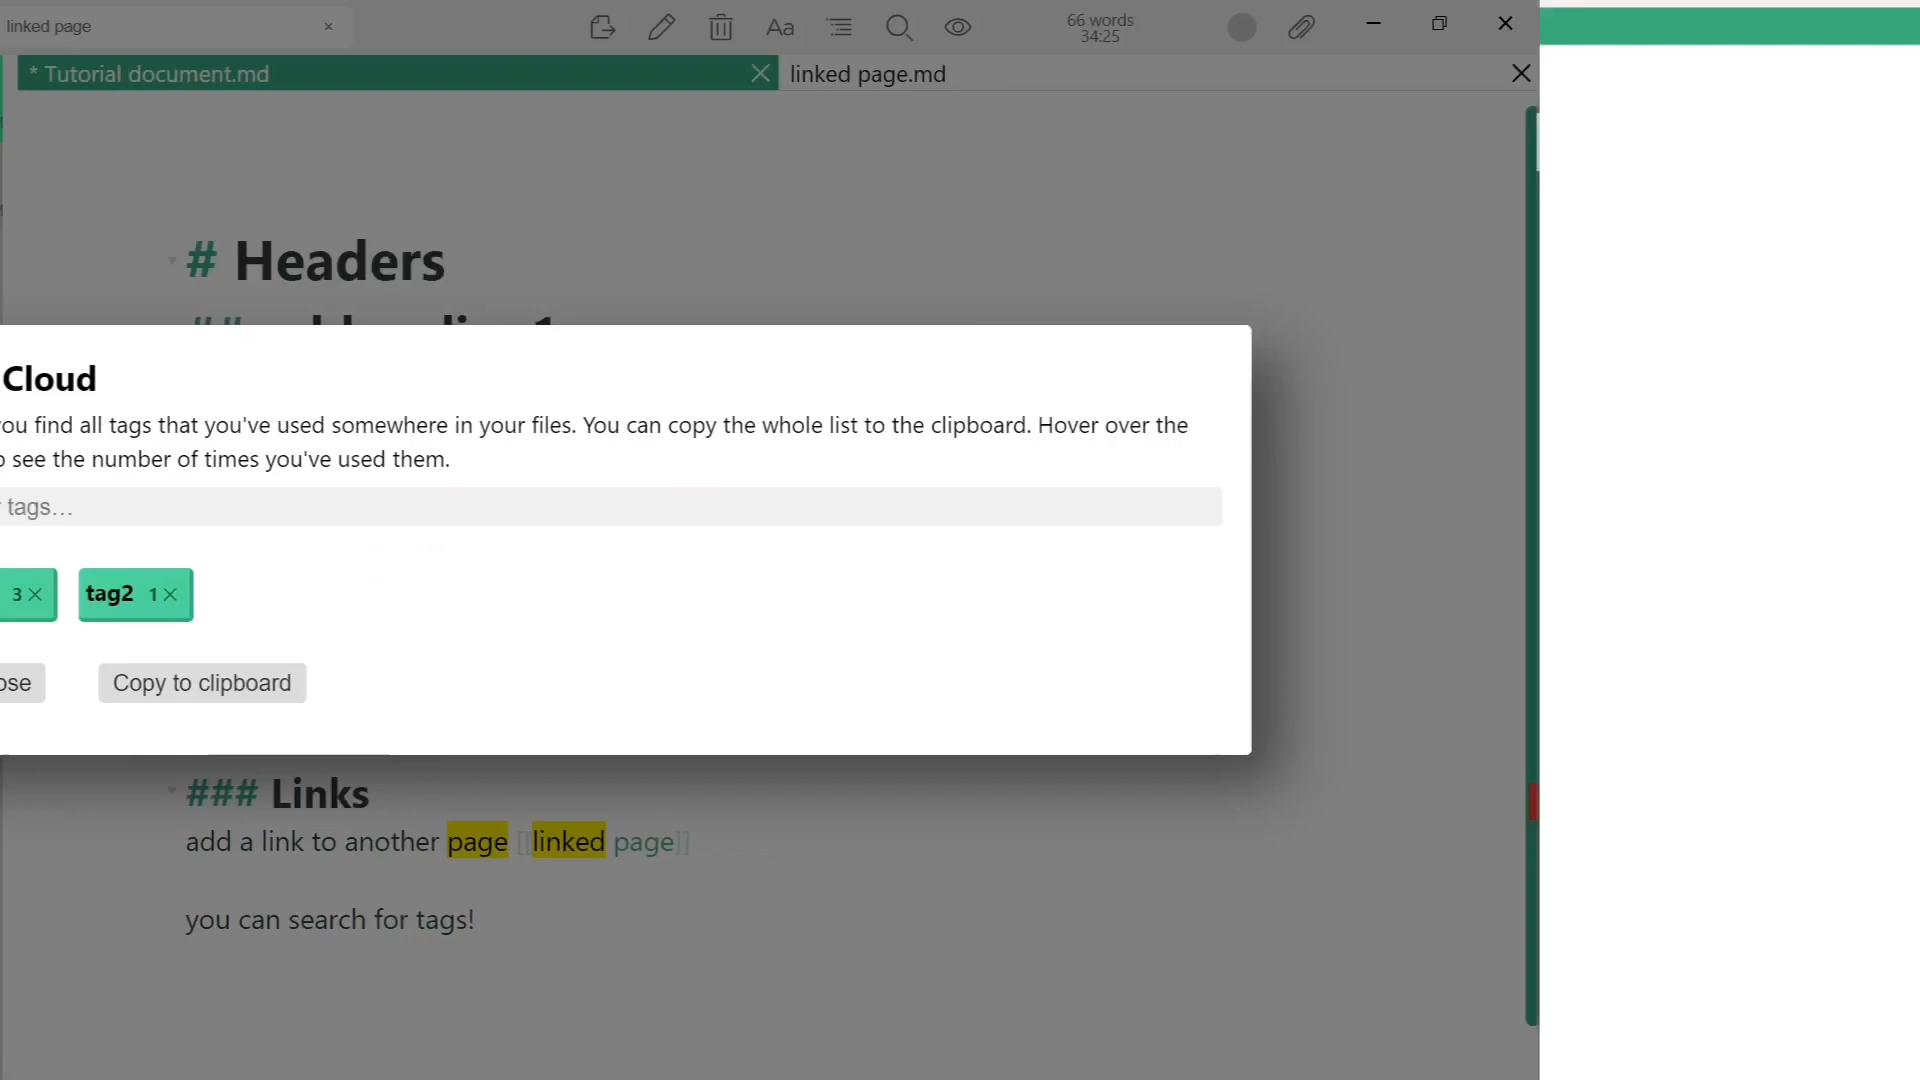 linked page ×
Aa
66 words
34:25
* Tutorial document.md
linked page.md
# Headers
Cloud
you find all tags that you've used somewhere in your files. You can copy the whole list to the clipboard. Hover over the
see the number of times you've used them.
tags…
3 ×
tag2 1 ×
Copy to clipboard
### Links
add a link to another page [[linked page]]
you can search for tags!